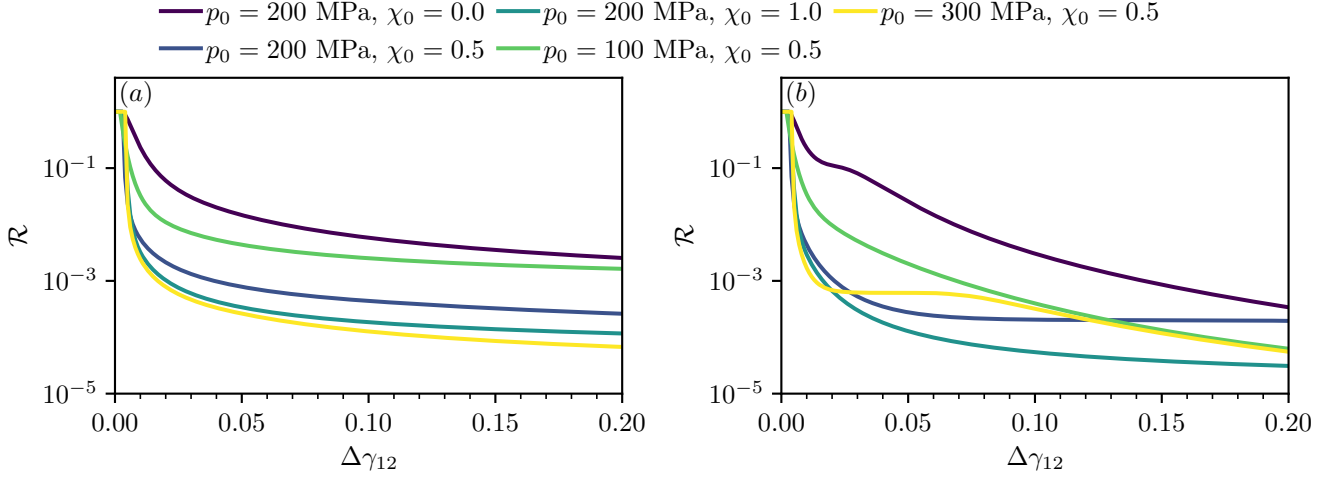 p₀ = 200 MPa, χ₀ = 0.0 p₀ = 200 MPa, χ₀ = 1.0 p₀ = 300 MPa, χ₀ = 0.5
p₀ = 200 MPa, χ₀ = 0.5 p₀ = 100 MPa, χ₀ = 0.5
(a)
10⁻¹
10⁻³
10⁻⁵
ℛ
0.00 0.05 0.10 0.15 0.20
Δγ₁₂
(b)
10⁻¹
10⁻³
10⁻⁵
ℛ
0.00 0.05 0.10 0.15 0.20
Δγ₁₂